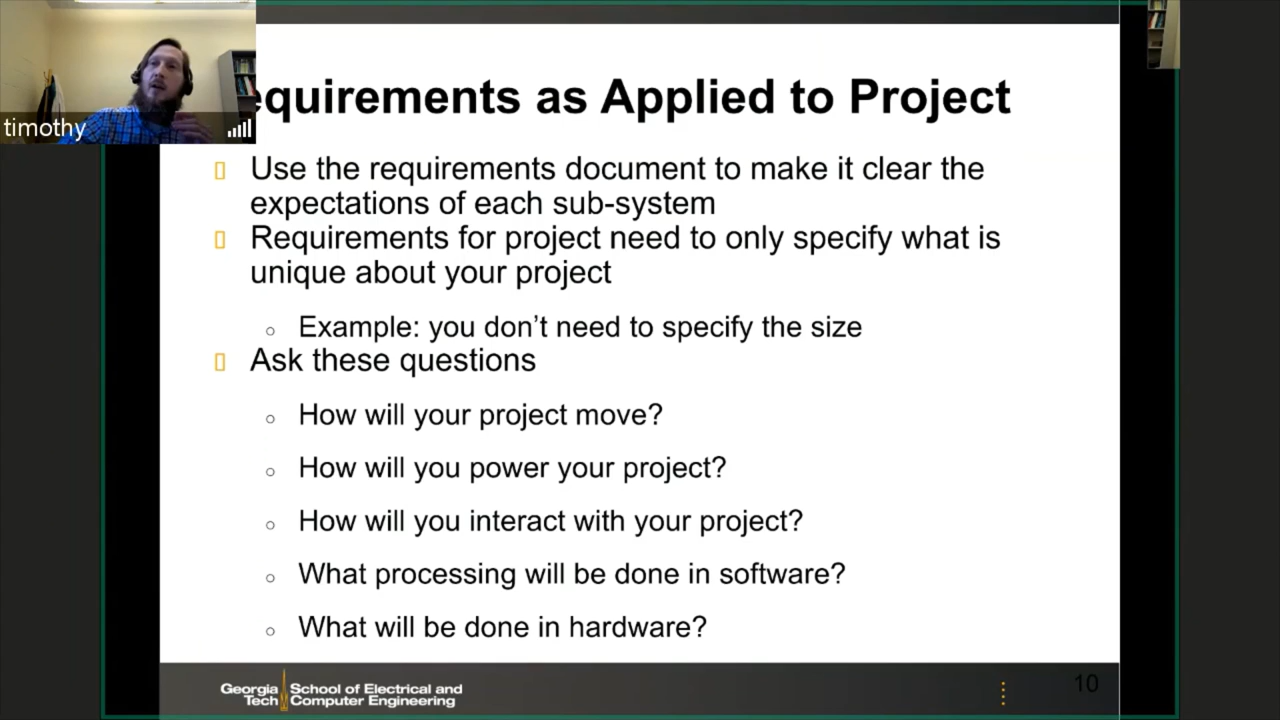 equirements as Applied to Project
timothy
Use the requirements document to make it clear the
expectations of each sub-system
Requirements for project need to only specify what is
unique about your project
Example: you don't need to specify the size
Ask these questions
How will your project move?
How will you power your project?
How will you interact with your project?
What processing will be done in software?
What will be done in hardware?
Georgia Tech
School of Electrical and
Computer Engineering
10